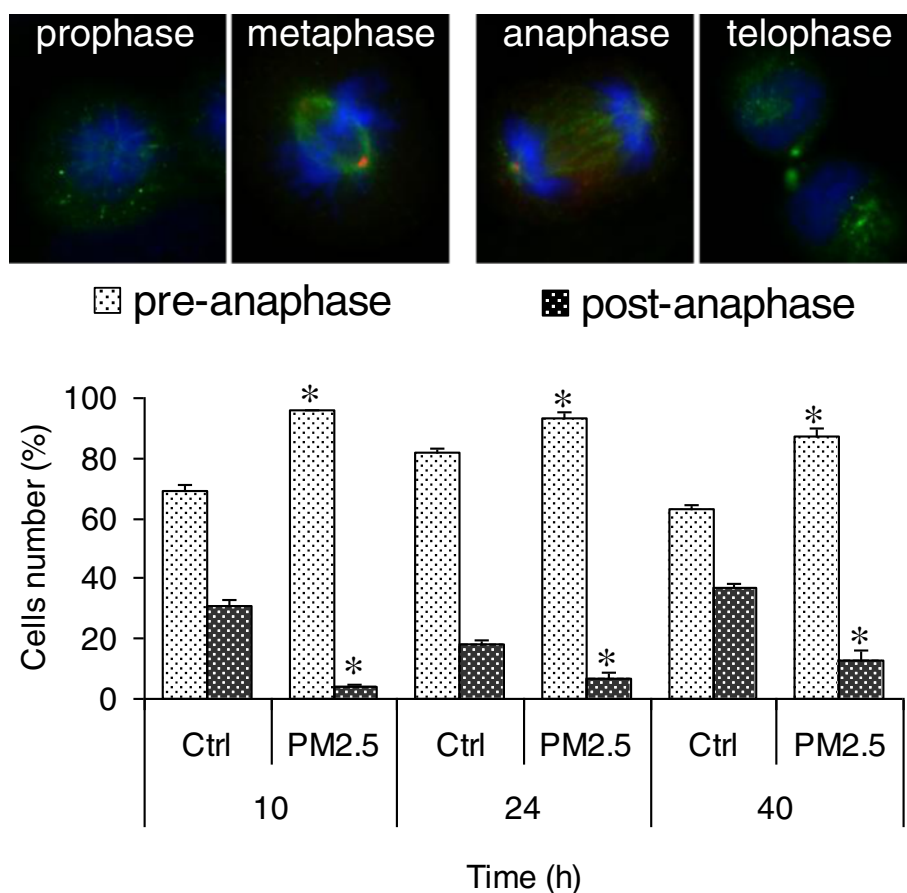 prophase metaphase anaphase telophase
pre-anaphase post-anaphase
100
80
60
40
20
0
Cells number (%)
* * * * * *
Ctrl PM2.5 Ctrl PM2.5 Ctrl PM2.5
10 24 40
Time (h)